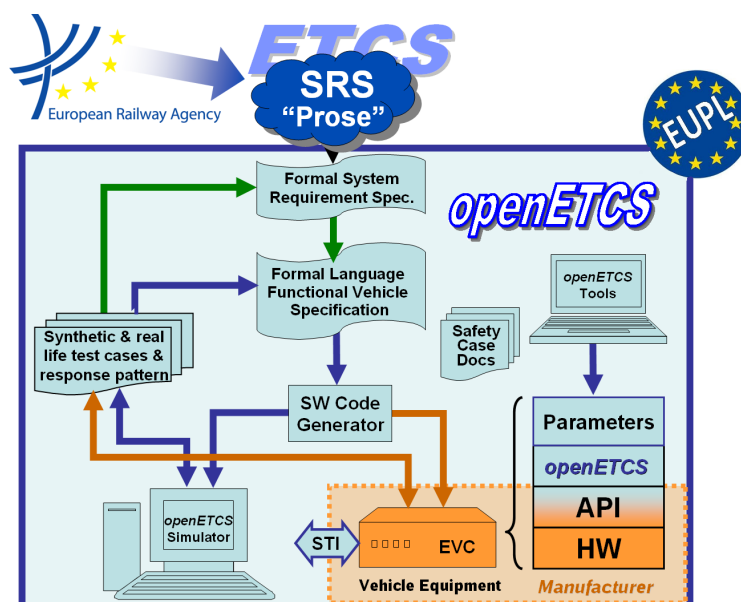 ETCS
SRS
“Prose”
European Railway Agency
EUPL
Formal System
Requirement Spec.
openETCS
Formal Language
Functional Vehicle
Specification
openETCS
Tools
Synthetic & real
life test cases &
response pattern
Safety
Case
Docs
SW Code
Generator
Parameters
openETCS
API
HW
openETCS
Simulator
STI
EVC
Vehicle Equipment
Manufacturer